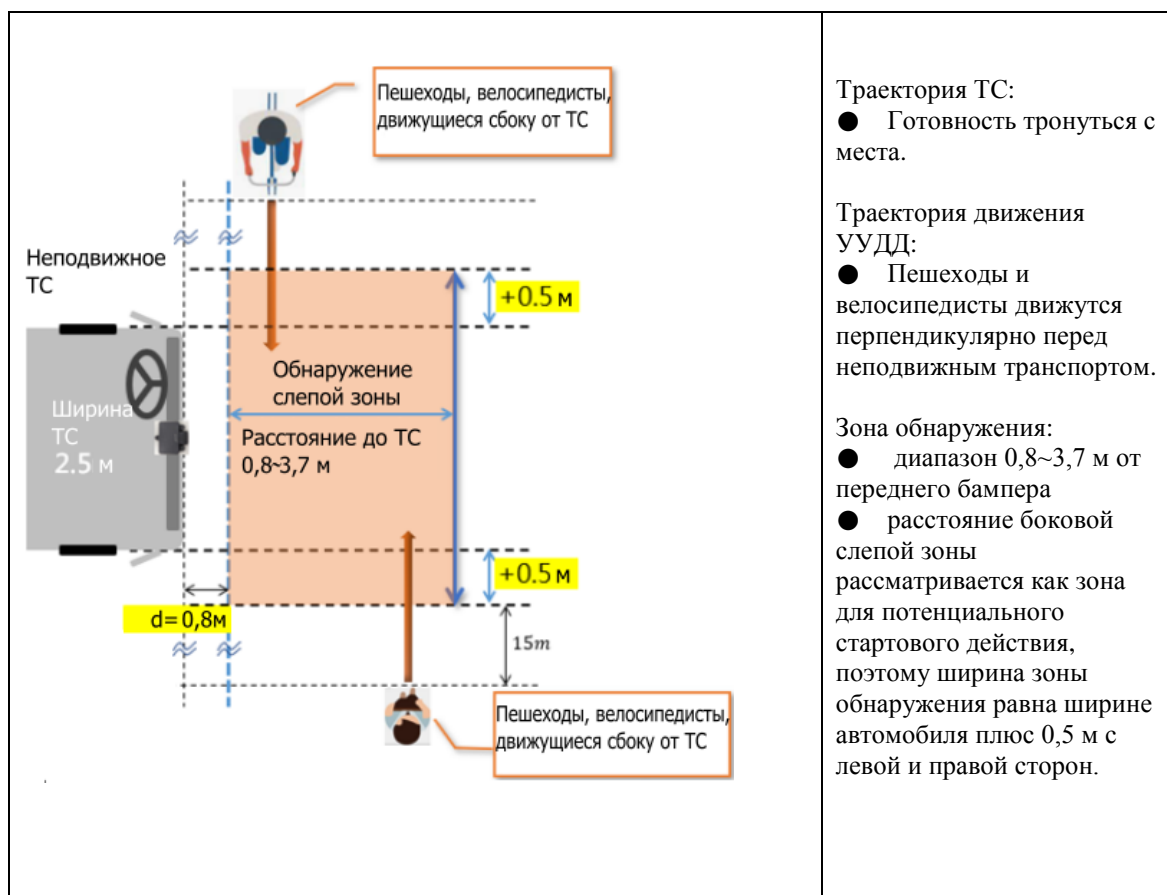 Пешеходы, велосипедисты,
движущиеся сбоку от ТС
Неподвижное
ТС
+0.5 м
Обнаружение
слепой зоны
Ширина
ТС
2.5 м
Расстояние до ТС
0,8~3,7 м
+0.5 м
d=0,8м
15m
Пешеходы, велосипедисты,
движущиеся сбоку от ТС
Траектория ТС:
● Готовность тронуться с
места.
Траектория движения
УУДД:
● Пешеходы и
велосипедисты движутся
перпендикулярно перед
неподвижным транспортом.
Зона обнаружения:
● диапазон 0,8~3,7 м от
переднего бампера
● расстояние боковой
слепой зоны
рассматривается как зона
для потенциального
стартового действия,
поэтому ширина зоны
обнаружения равна ширине
автомобиля плюс 0,5 м с
левой и правой сторон.